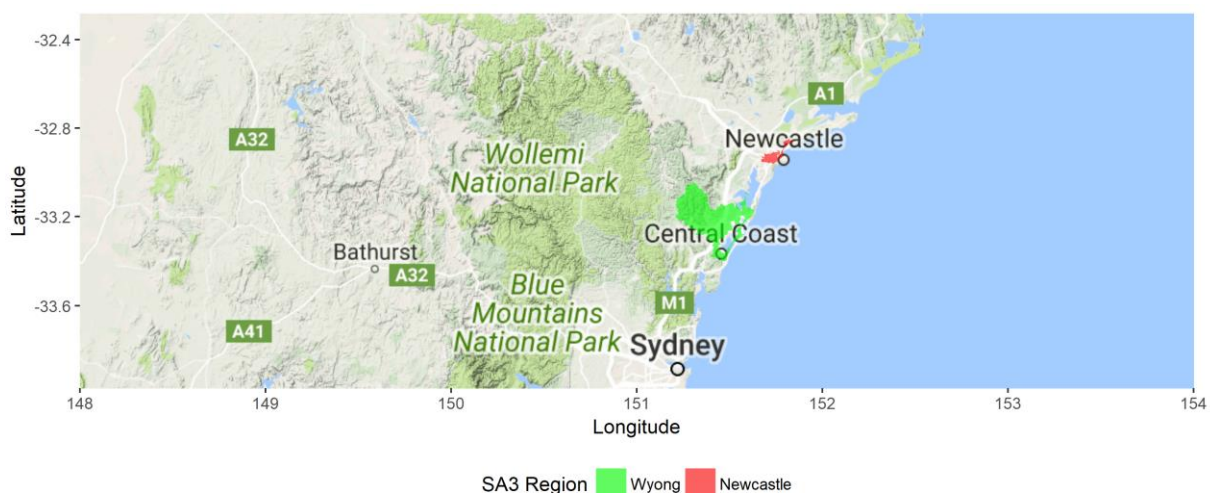 -32.4
A1
A32
-32.8
Newcastle
Wollemi
National Park
Latitude
-33.2
Central Coast
Bathurst
A32
Blue
Mountains
National Park
M1
-33.6
A41
Sydney
148 149 150 151 152 153 154
Longitude
SA3 Region Wyong Newcastle